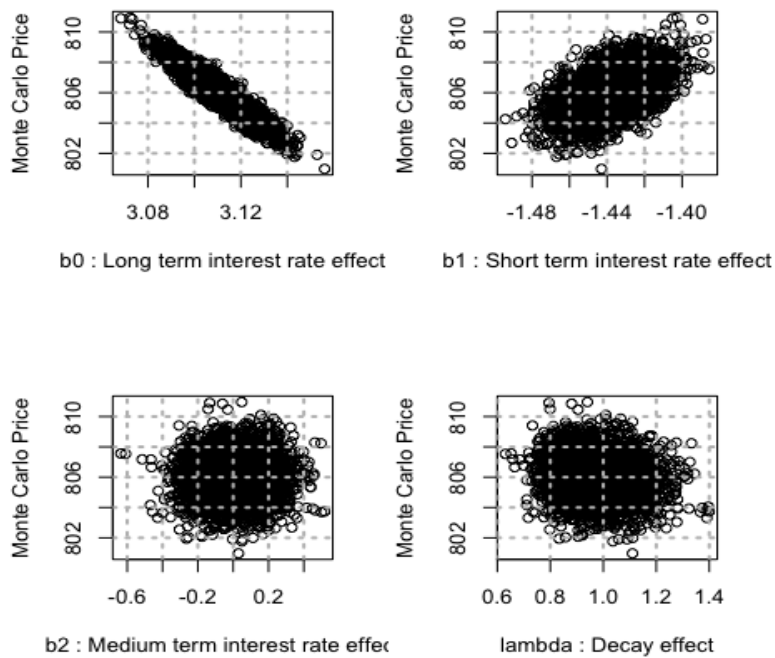 Monte Carlo Price
810
806
802
3.08 3.12
b0 : Long term interest rate effect
Monte Carlo Price
810
806
802
-1.48 -1.44 -1.40
b1 : Short term interest rate effect
Monte Carlo Price
810
806
802
-0.6 -0.2 0.2
b2 : Medium term interest rate effec
Monte Carlo Price
810
806
802
0.6 0.8 1.0 1.2 1.4
lambda : Decay effect